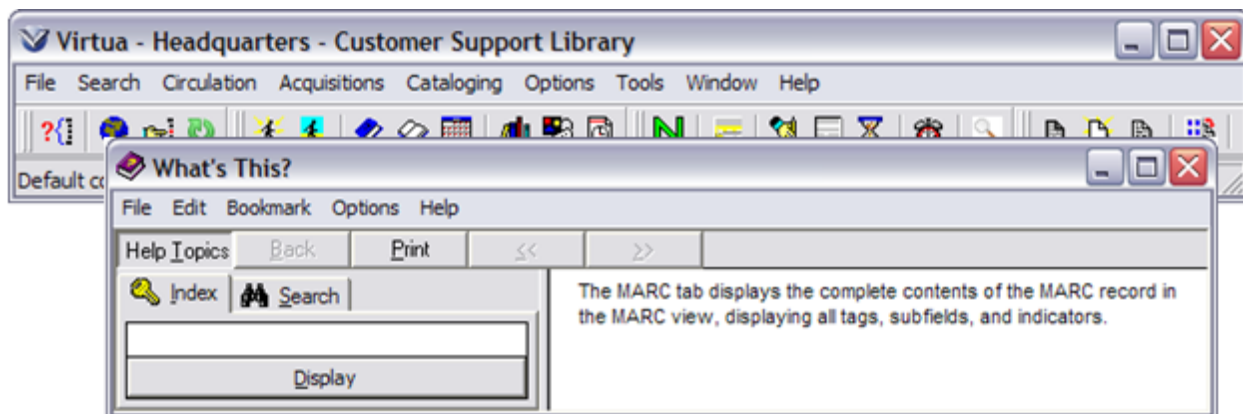 Virtua - Headquarters - Customer Support Library
File Search Circulation Acquisitions Cataloging Options Tools Window Help
Default co
What's This?
File Edit Bookmark Options Help
Help Topics Back Print << >>
Index Search
The MARC tab displays the complete contents of the MARC record in
the MARC view, displaying all tags, subfields, and indicators.
Display